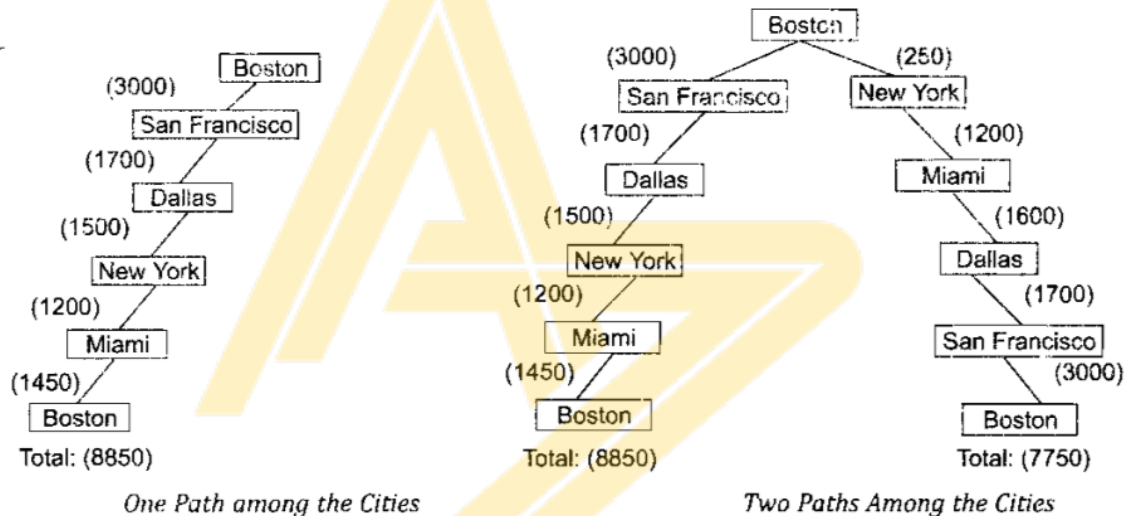 Boston
(3000)
San Francisco
(1700)
Dallas
(1500)
New York
(1200)
Miami
(1450)
Boston
Total: (8850)
One Path among the Cities
Boston
(3000)
San Francisco
(1700)
Dallas
(1500)
New York
(1200)
Miami
(1450)
Boston
Total: (8850)
(250)
New York
(1200)
Miami
(1600)
Dallas
(1700)
San Francisco
(3000)
Boston
Total: (7750)
Two Paths Among the Cities